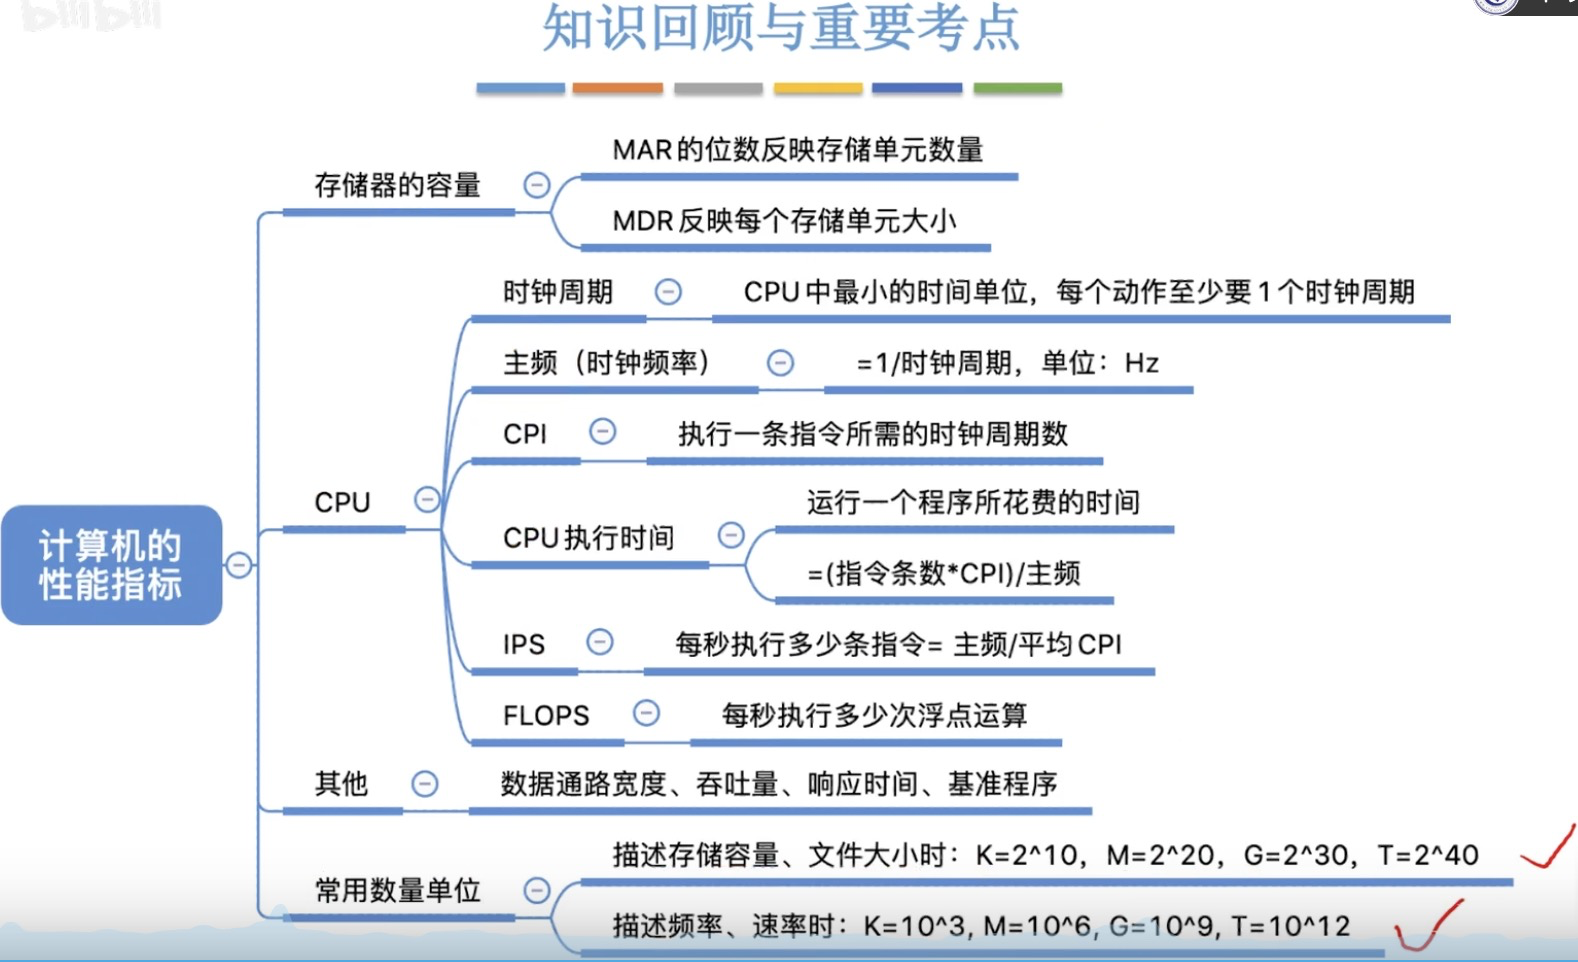 bilibili
知识回顾与重要考点
存储器的容量
MAR的位数反映存储单元数量
MDR反映每个存储单元大小
时钟周期
CPU中最小的时间单位，每个动作至少要1个时钟周期
主频（时钟频率）
=1/时钟周期，单位：Hz
CPI
执行一条指令所需的时钟周期数
CPU
CPU执行时间
运行一个程序所花费的时间
=(指令条数*CPI)/主频
计算机的
性能指标
IPS
每秒执行多少条指令= 主频/平均CPI
FLOPS
每秒执行多少次浮点运算
其他
数据通路宽度、吞吐量、响应时间、基准程序
常用数量单位
描述存储容量、文件大小时：K=2^10，M=2^20，G=2^30，T=2^40
描述频率、速率时：K=10^3, M=10^6, G=10^9, T=10^12